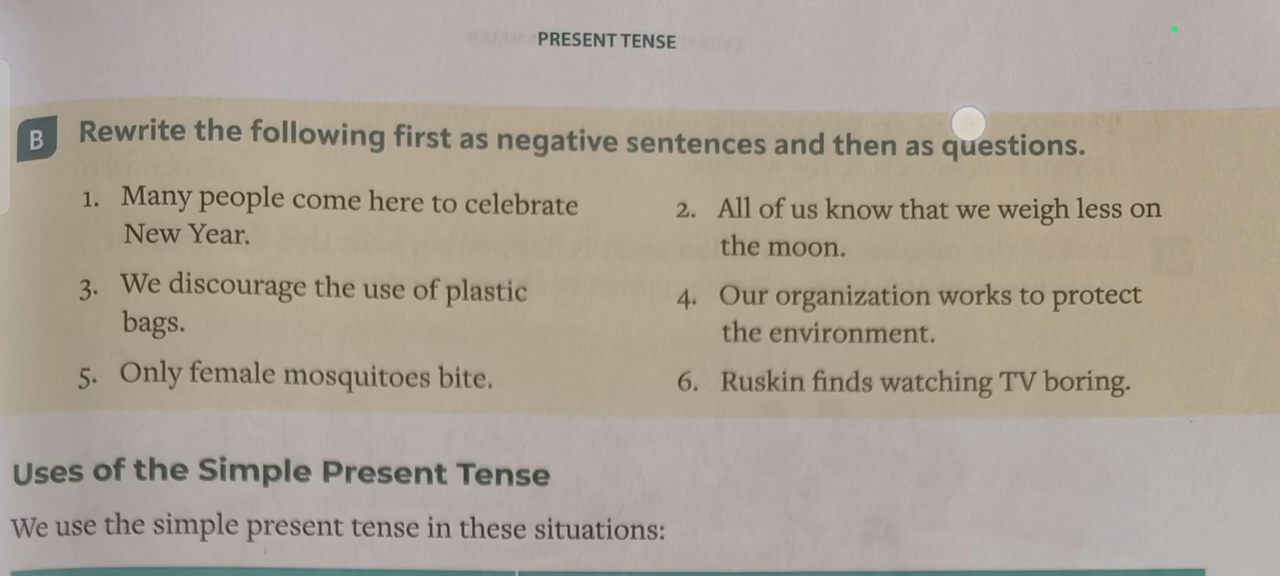 PRESENT TENSE
B Rewrite the following first as negative sentences and then as questions.
1. Many people come here to celebrate
New Year.
2. All of us know that we weigh less on
the moon.
3. We discourage the use of plastic
bags.
4. Our organization works to protect
the environment.
5. Only female mosquitoes bite.
6. Ruskin finds watching TV boring.
Uses of the Simple Present Tense
We use the simple present tense in these situations: